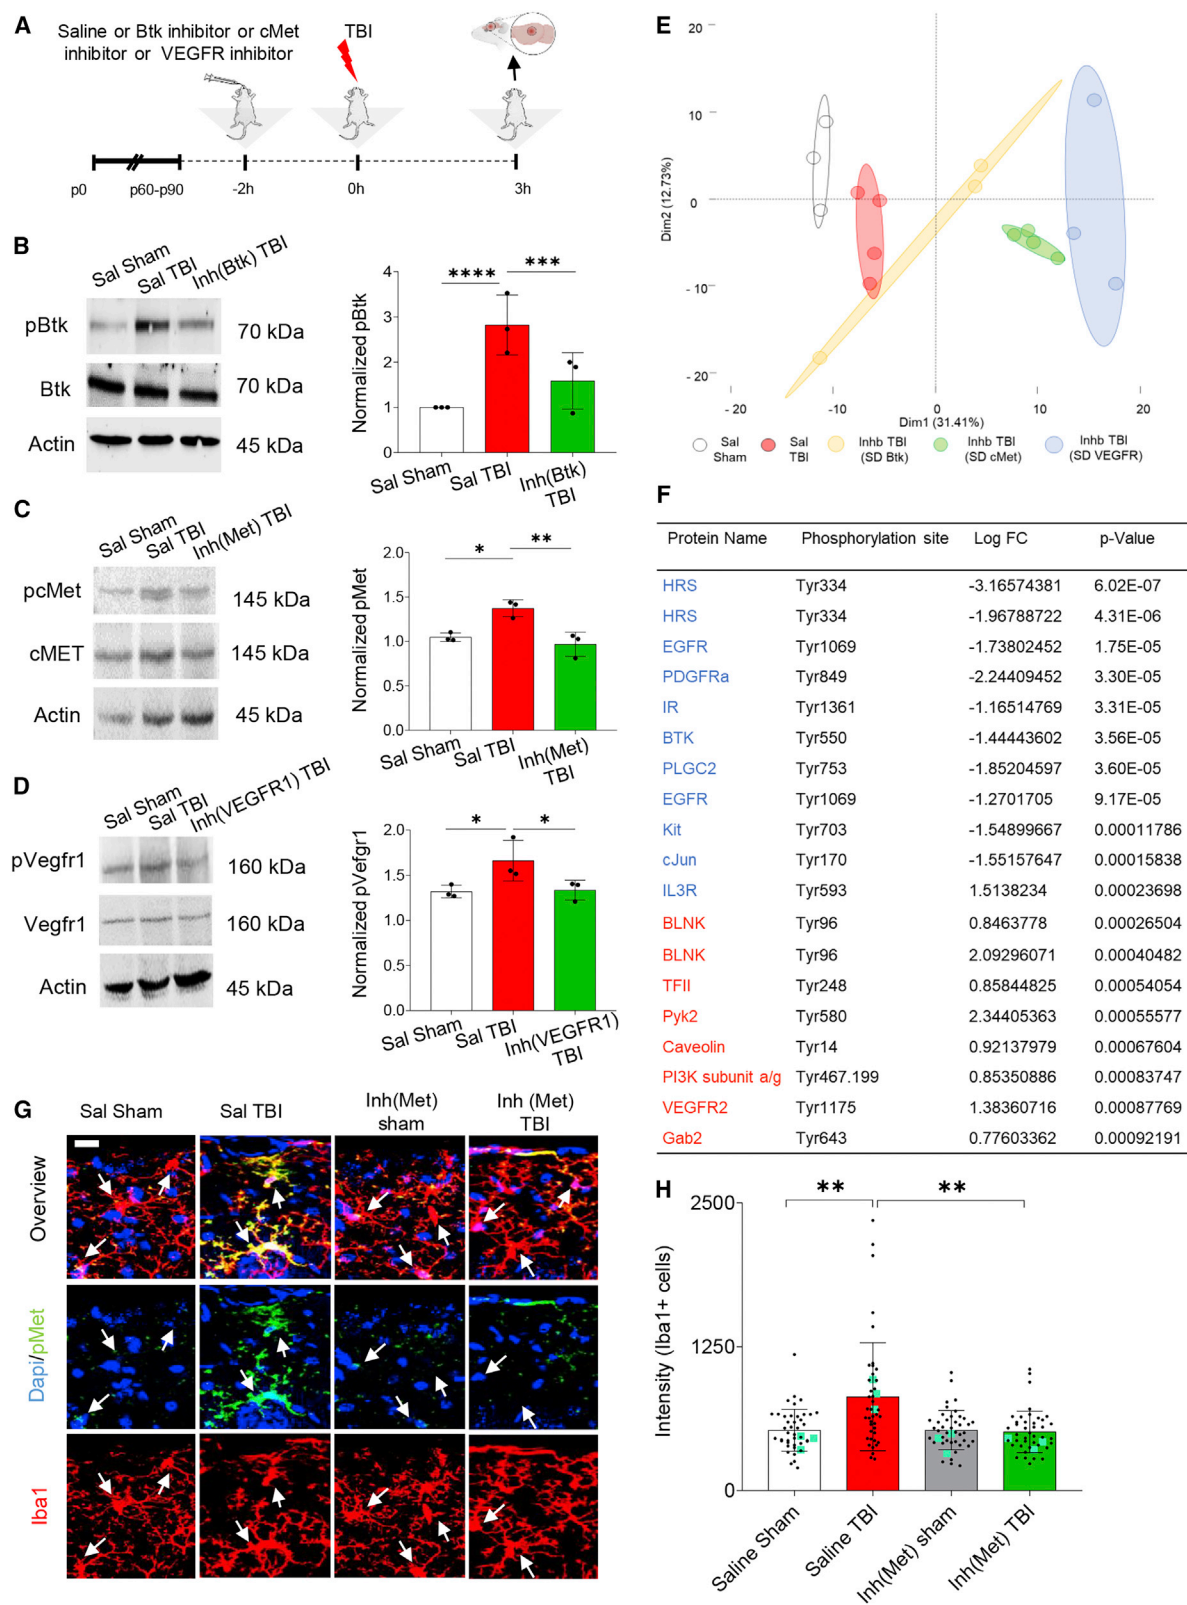 A
Saline or Btk inhibitor or cMet
inhibitor or VEGFR inhibitor
TBI
p0
p60-p90
-2h
0h
3h
B
Sal Sham
Sal TBI
Inh(Btk) TBI
pBtk
70 kDa
Btk
70 kDa
Actin
45 kDa
Normalized pBtk
4
3
2
1
0
****
***
Sal Sham
Sal TBI
Inh(Btk)
TBI
C
Sal Sham
Sal TBI
Inh(Met) TBI
pcMet
145 kDa
cMET
145 kDa
Actin
45 kDa
Normalized pMet
2.0
1.5
1.0
0.5
0.0
*
**
Sal Sham
Sal TBI
Inh(Met)
TBI
D
Sal Sham
Sal TBI
Inh(VEGFR1) TBI
pVegfr1
160 kDa
Vegfr1
160 kDa
Actin
45 kDa
Normalized pVefgr1
2.0
1.5
1.0
0.5
0.0
*
*
Sal Sham
Sal TBI
Inh(VEGFR1)
TBI
E
20
10
0
- 10
- 20
Dim2 (12.73%)
- 20
-10
0
10
20
Dim1 (31.41%)
Sal
Sham
Sal
TBI
Inhb TBI
(SD Btk)
Inhb TBI
(SD cMet)
Inhb TBI
(SD VEGFR)
F
Protein Name Phosphorylation site Log FC p-Value
HRS Tyr334 -3.16574381 6.02E-07
HRS Tyr334 -1.96788722 4.31E-06
EGFR Tyr1069 -1.73802452 1.75E-05
PDGFRa Tyr849 -2.24409452 3.30E-05
IR Tyr1361 -1.16514769 3.31E-05
BTK Tyr550 -1.44443602 3.56E-05
PLGC2 Tyr753 -1.85204597 3.60E-05
EGFR Tyr1069 -1.2701705 9.17E-05
Kit Tyr703 -1.54899667 0.00011786
cJun Tyr170 -1.55157647 0.00015838
IL3R Tyr593 1.5138234 0.00023698
BLNK Tyr96 0.8463778 0.00026504
BLNK Tyr96 2.09296071 0.00040482
TFII Tyr248 0.85844825 0.00054054
Pyk2 Tyr580 2.34405363 0.00055577
Caveolin Tyr14 0.92137979 0.00067604
PI3K subunit a/g Tyr467.199 0.85350886 0.00083747
VEGFR2 Tyr1175 1.38360716 0.00087769
Gab2 Tyr643 0.77603362 0.00092191
G
Sal Sham
Sal TBI
Inh(Met)
sham
Inh (Met)
TBI
Overview
Dapi/pMet
Iba1
H
Intensity (Iba1+ cells)
2500
1250
0
**
**
Saline Sham
Saline TBI
Inh(Met) sham
Inh(Met) TBI